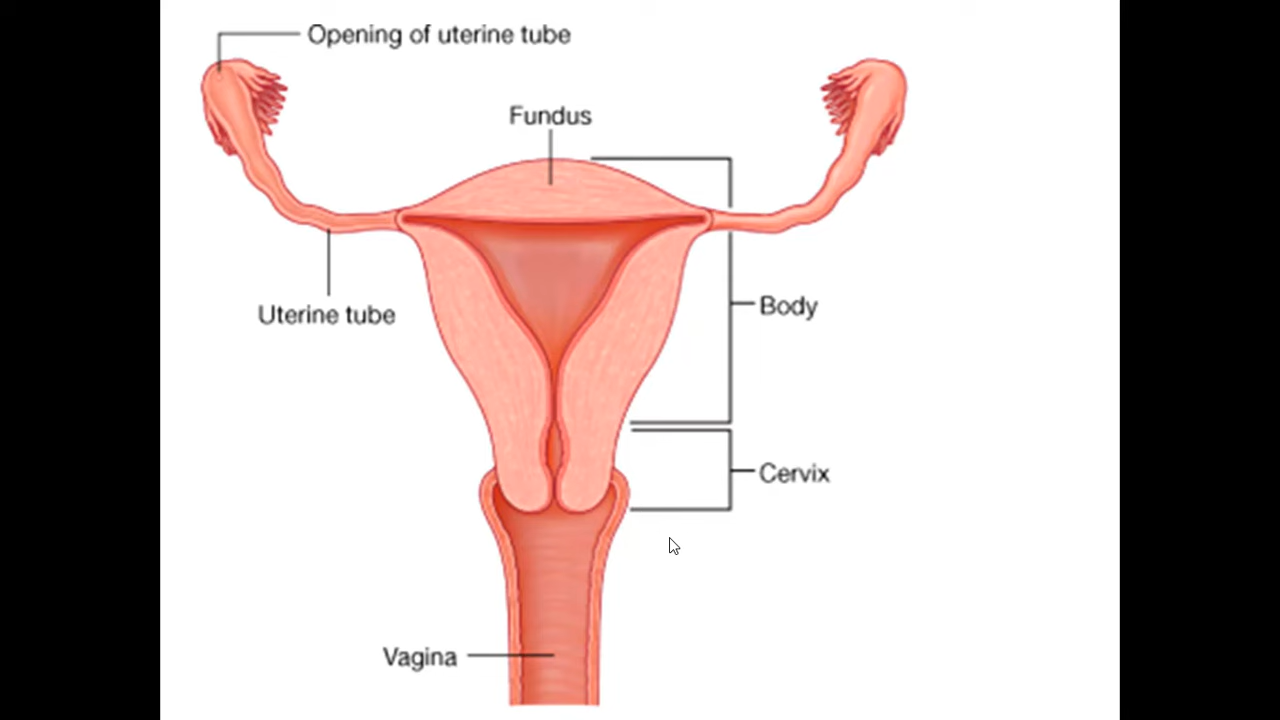 Opening of uterine tube
Fundus
Uterine tube
Body
Cervix
Vagina